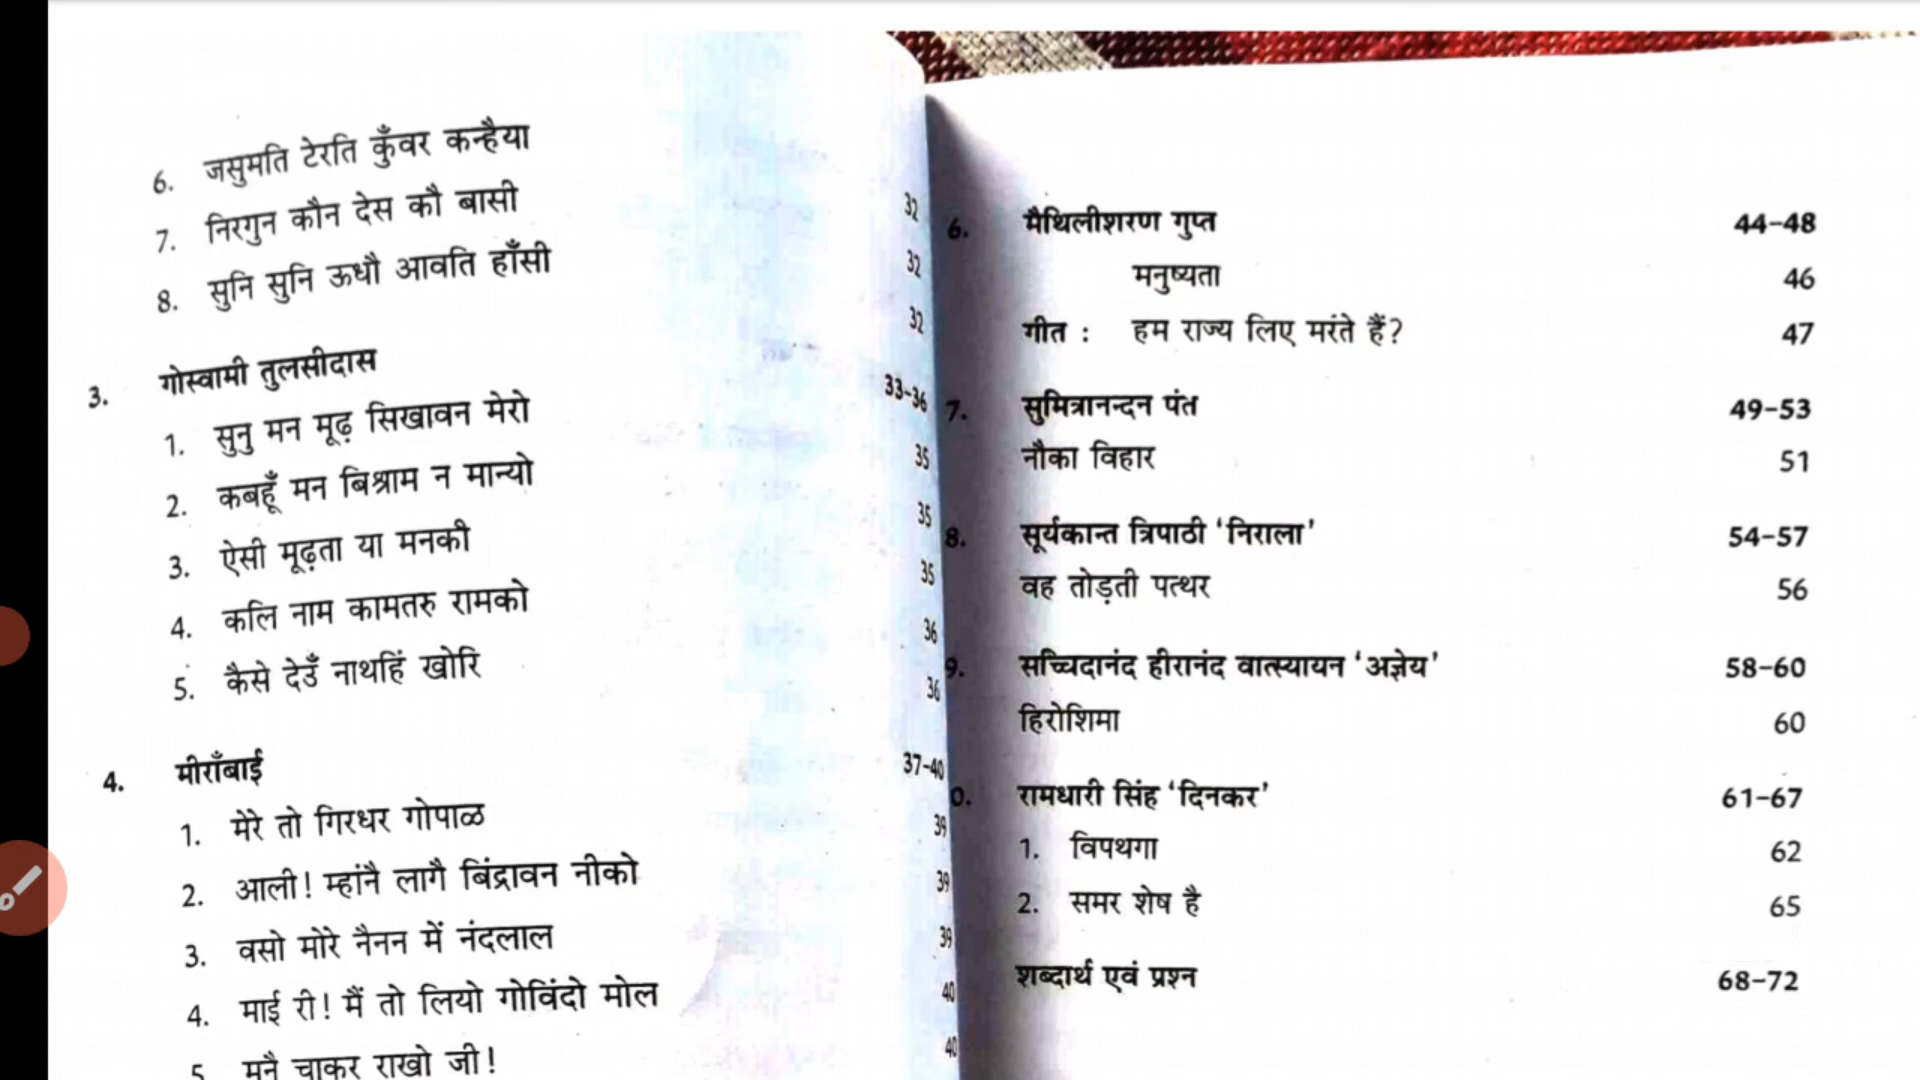 6. जसुमति टेरति कुँवर कन्हैया 32
7. निरगुन कौन देस कौ बासी 32
8. सुनि सुनि ऊधौ आवति हाँसी 32
3. गोस्वामी तुलसीदास 33-36
1. सुनु मन मूढ़ सिखावन मेरो 35
2. कबहूँ मन बिश्राम न मान्यो 35
3. ऐसी मूढ़ता या मनकी 35
4. कलि नाम कामतरु रामको 36
5. कैसे देउँ नाथहिं खोरि 36
4. मीराँबाई 37-40
1. मेरे तो गिरधर गोपाळ 39
2. आली! म्हांनै लागै बिंद्रावन नीको 39
3. वसो मोरे नैनन में नंदलाल 39
4. माई री! मैं तो लियो गोविंदो मोल 40
5. मनै चाकर राखो जी! 40
6. मैथिलीशरण गुप्त 44-48
मनुष्यता 46
गीत : हम राज्य लिए मरंते हैं? 47
7. सुमित्रानन्दन पंत 49-53
नौका विहार 51
8. सूर्यकान्त त्रिपाठी 'निराला' 54-57
वह तोड़ती पत्थर 56
9. सच्चिदानंद हीरानंद वात्स्यायन 'अज्ञेय' 58-60
हिरोशिमा 60
0. रामधारी सिंह 'दिनकर' 61-67
1. विपथगा 62
2. समर शेष है 65
शब्दार्थ एवं प्रश्न 68-72